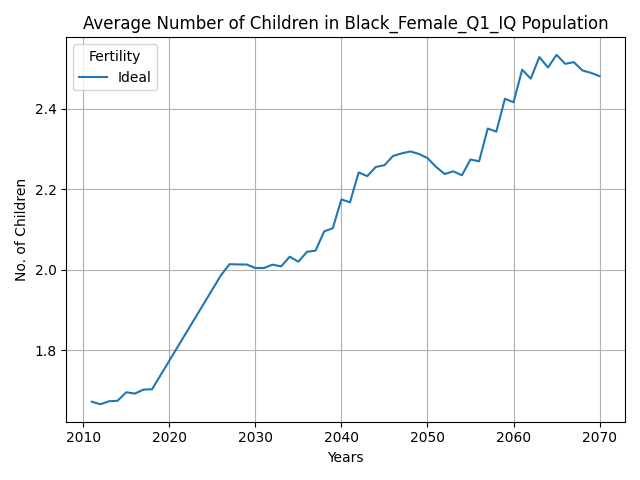 Average Number of Children in Black_Female_Q1_IQ Population
Fertility
Ideal
No. of Children
2.4
2.2
2.0
1.8
2010 2020 2030 2040 2050 2060 2070
Years